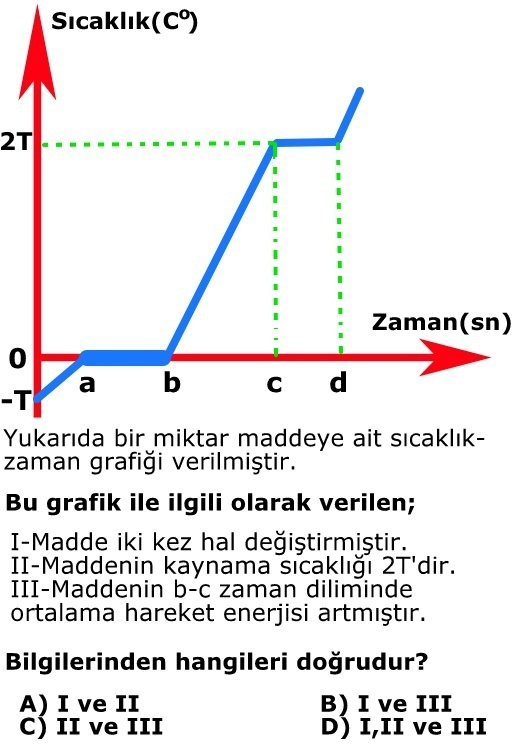 Sıcaklık(C⁰)
2T
Zaman(sn)
0
a b c d
-T
Yukarıda bir miktar maddeye ait sıcaklık-
zaman grafiği verilmiştir.
Bu grafik ile ilgili olarak verilen;
I-Madde iki kez hal değiştirmiştir.
II-Maddenin kaynama sıcaklığı 2T'dir.
III-Maddenin b-c zaman diliminde
ortalama hareket enerjisi artmıştır.
Bilgilerinden hangileri doğrudur?
A) I ve II B) I ve III
C) II ve III D) I,II ve III